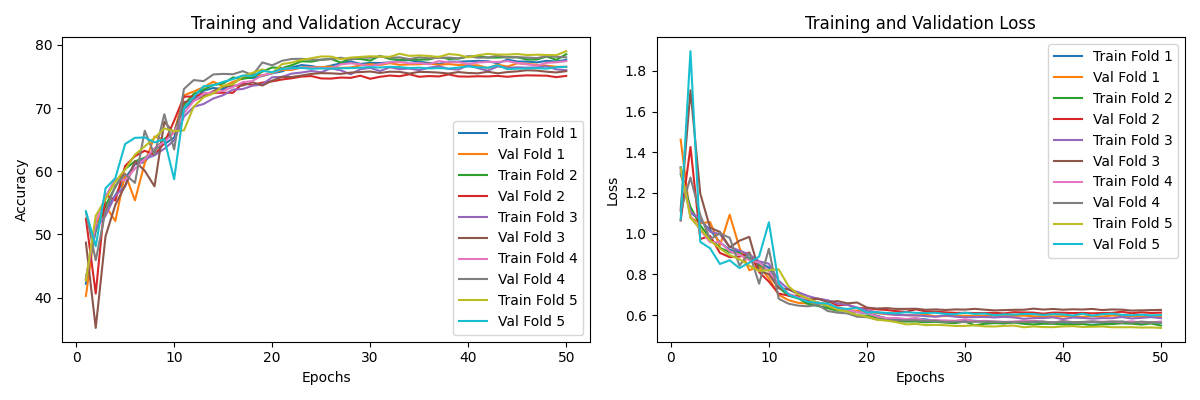 Training and Validation Accuracy
Accuracy
80
70
60
50
40
0
10
20
30
40
50
Epochs
Train Fold 1
Val Fold 1
Train Fold 2
Val Fold 2
Train Fold 3
Val Fold 3
Train Fold 4
Val Fold 4
Train Fold 5
Val Fold 5
Training and Validation Loss
Loss
1.8
1.6
1.4
1.2
1.0
0.8
0.6
0
10
20
30
40
50
Epochs
Train Fold 1
Val Fold 1
Train Fold 2
Val Fold 2
Train Fold 3
Val Fold 3
Train Fold 4
Val Fold 4
Train Fold 5
Val Fold 5